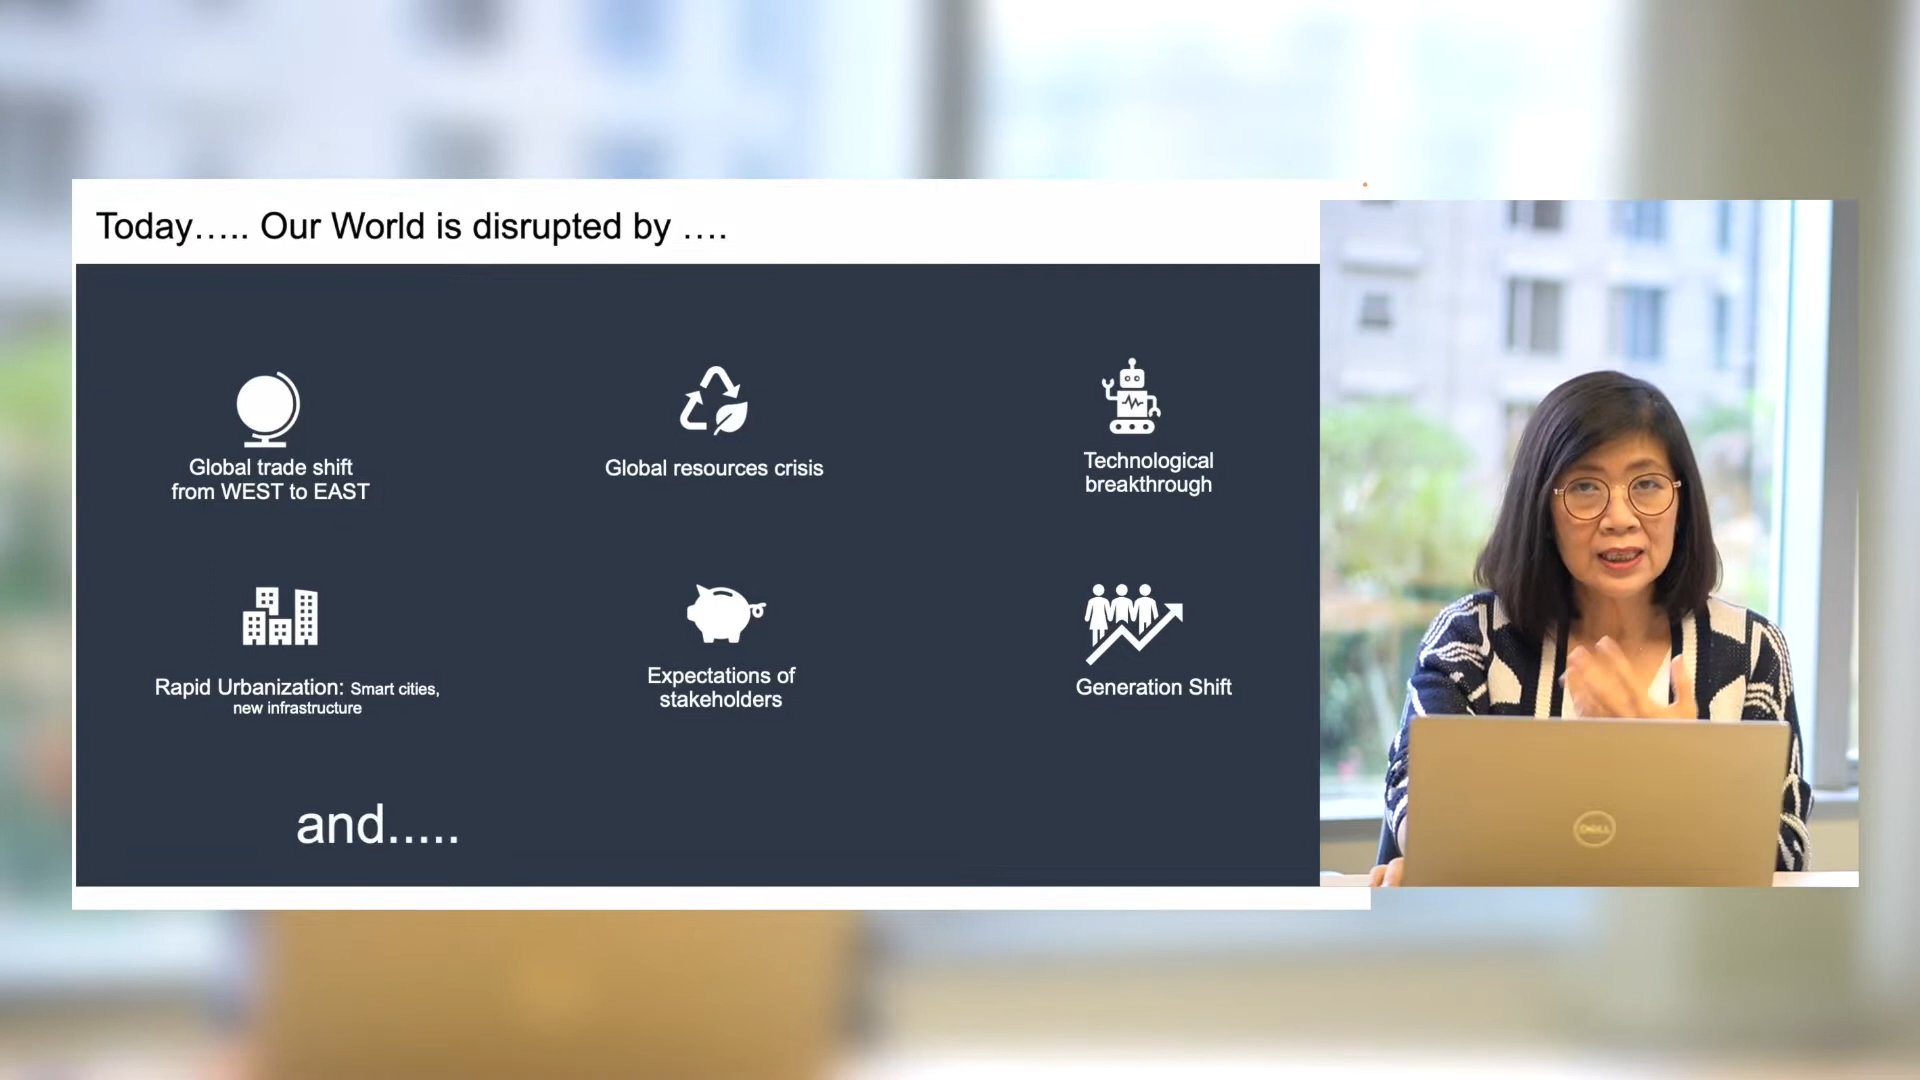 Today….. Our World is disrupted by ….
Global trade shift
from WEST to EAST
Global resources crisis
Technological
breakthrough
Rapid Urbanization: Smart cities,
new infrastructure
Expectations of
stakeholders
Generation Shift
and.....
DELL